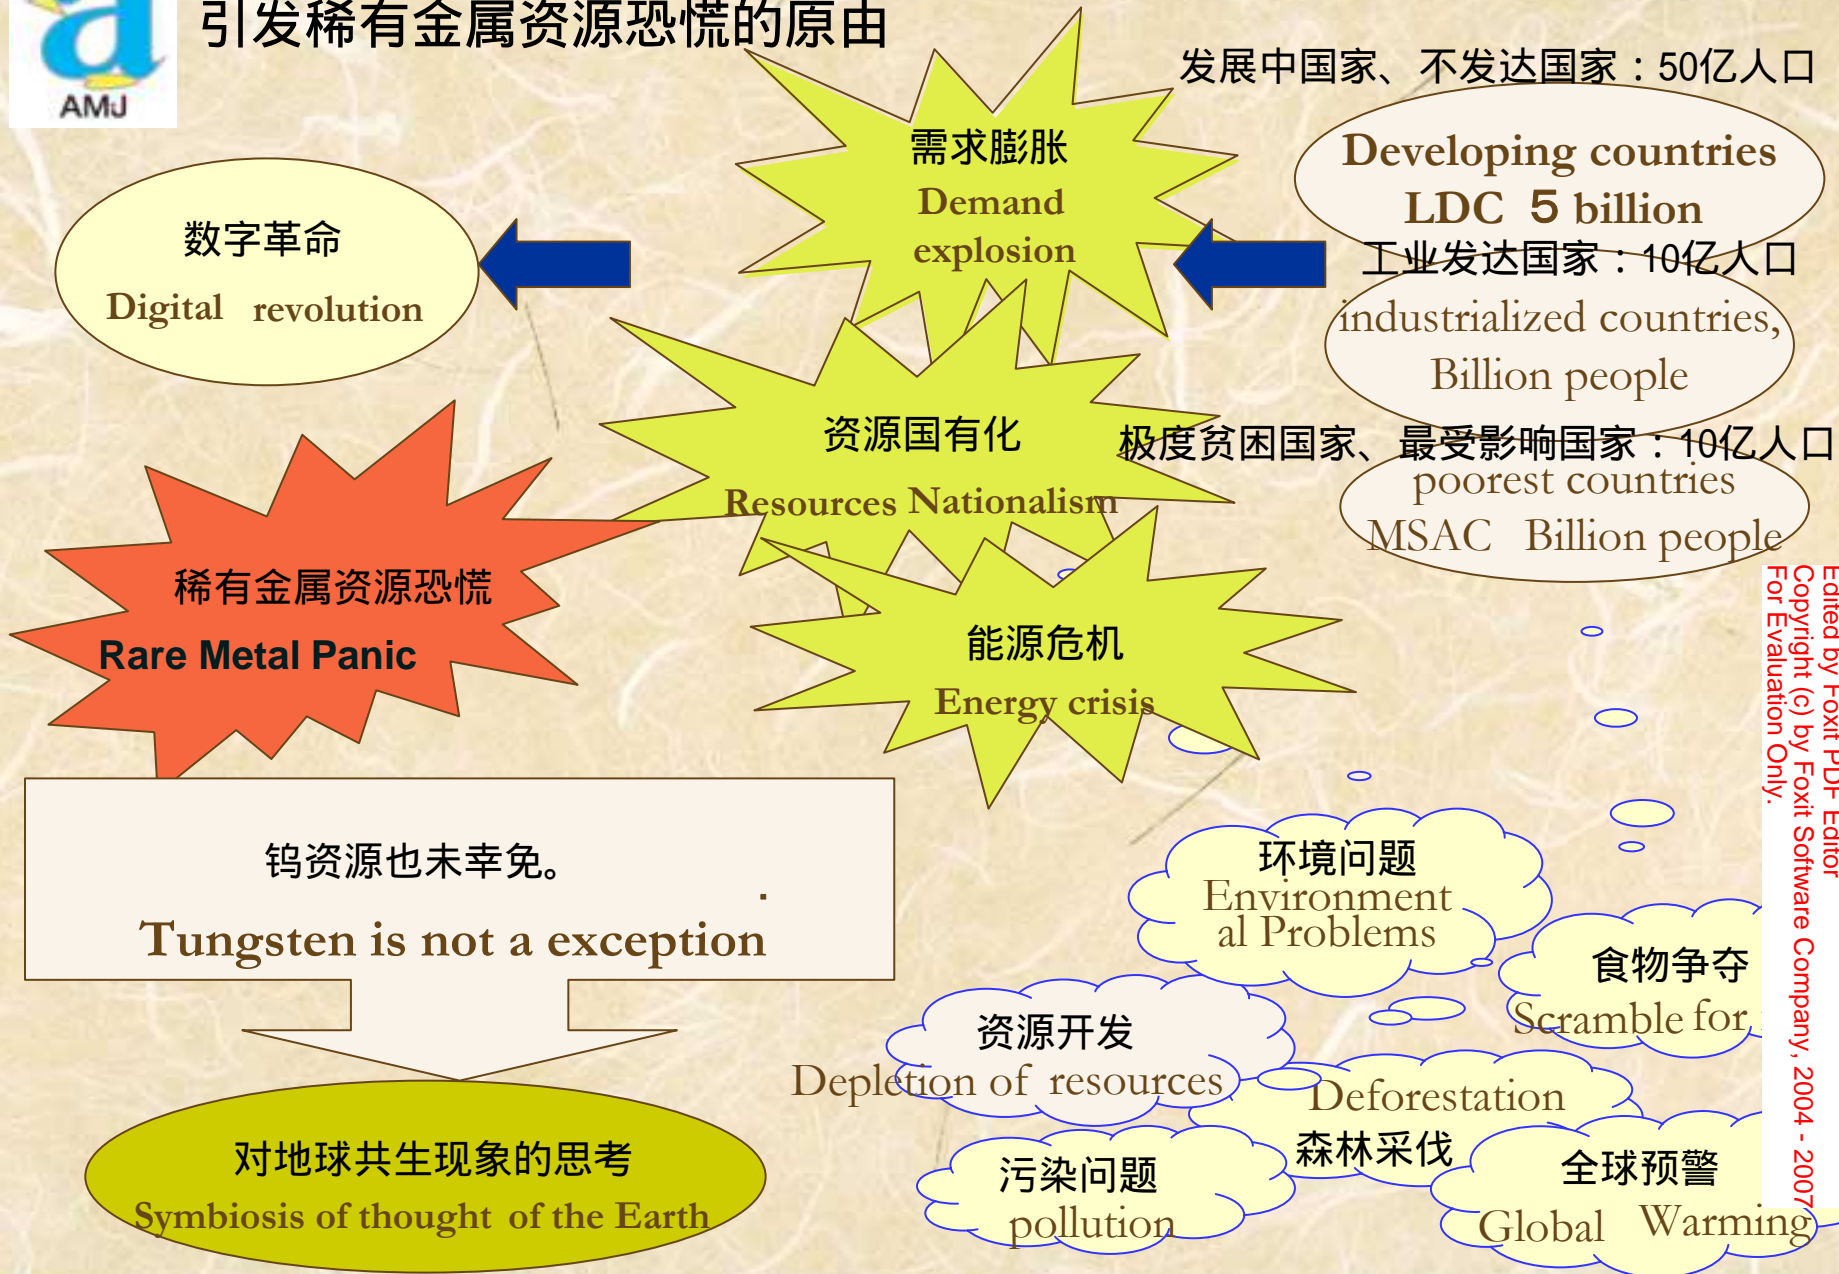 引发稀有金属资源恐慌的原由
AMJ
发展中国家、不发达国家：50亿人口
Developing countries
LDC ５ billion
工业发达国家：10亿人口
industrialized countries,
Billion people
极度贫困国家、最受影响国家：10亿人口
poorest countries
MSAC Billion people
需求膨胀
Demand
explosion
数字革命
Digital revolution
资源国有化
Resources Nationalism
稀有金属资源恐慌
Rare Metal Panic
能源危机
Energy crisis
钨资源也未幸免。
.
Tungsten is not a exception
对地球共生现象的思考
Symbiosis of thought of the Earth
环境问题
Environment
al Problems
食物争夺
Scramble for
资源开发
Depletion of resources
Deforestation
森林采伐
污染问题
pollution
全球预警
Global Warming
Edited by Foxit PDF Editor
Copyright (c) by Foxit Software Company, 2004 - 2007
For Evaluation Only.